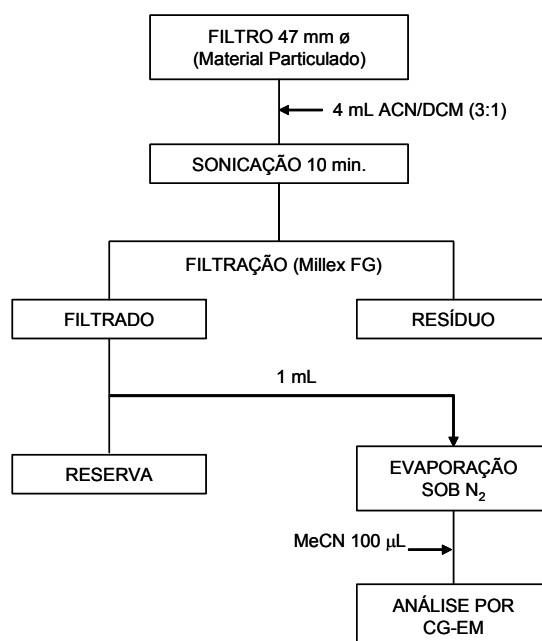 FILTRO 47 mm ø
(Material Particulado)
4 mL ACN/DCM (3:1)
SONICAÇÃO 10 min.
FILTRAÇÃO (Millex FG)
FILTRADO
RESÍDUO
1 mL
RESERVA
EVAPORAÇÃO
SOB N₂
MeCN 100 μL
ANÁLISE POR
CG-EM